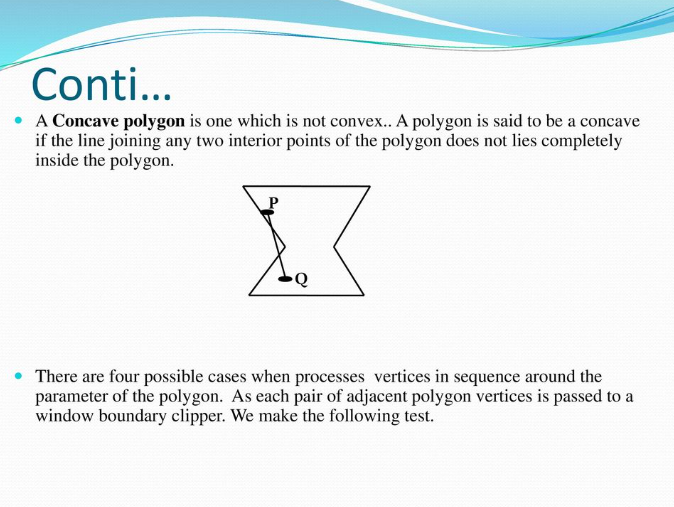 Conti…
A Concave polygon is one which is not convex.. A polygon is said to be a concave
if the line joining any two interior points of the polygon does not lies completely
inside the polygon.
P
Q
There are four possible cases when processes  vertices in sequence around the
parameter of the polygon.  As each pair of adjacent polygon vertices is passed to a
window boundary clipper. We make the following test.